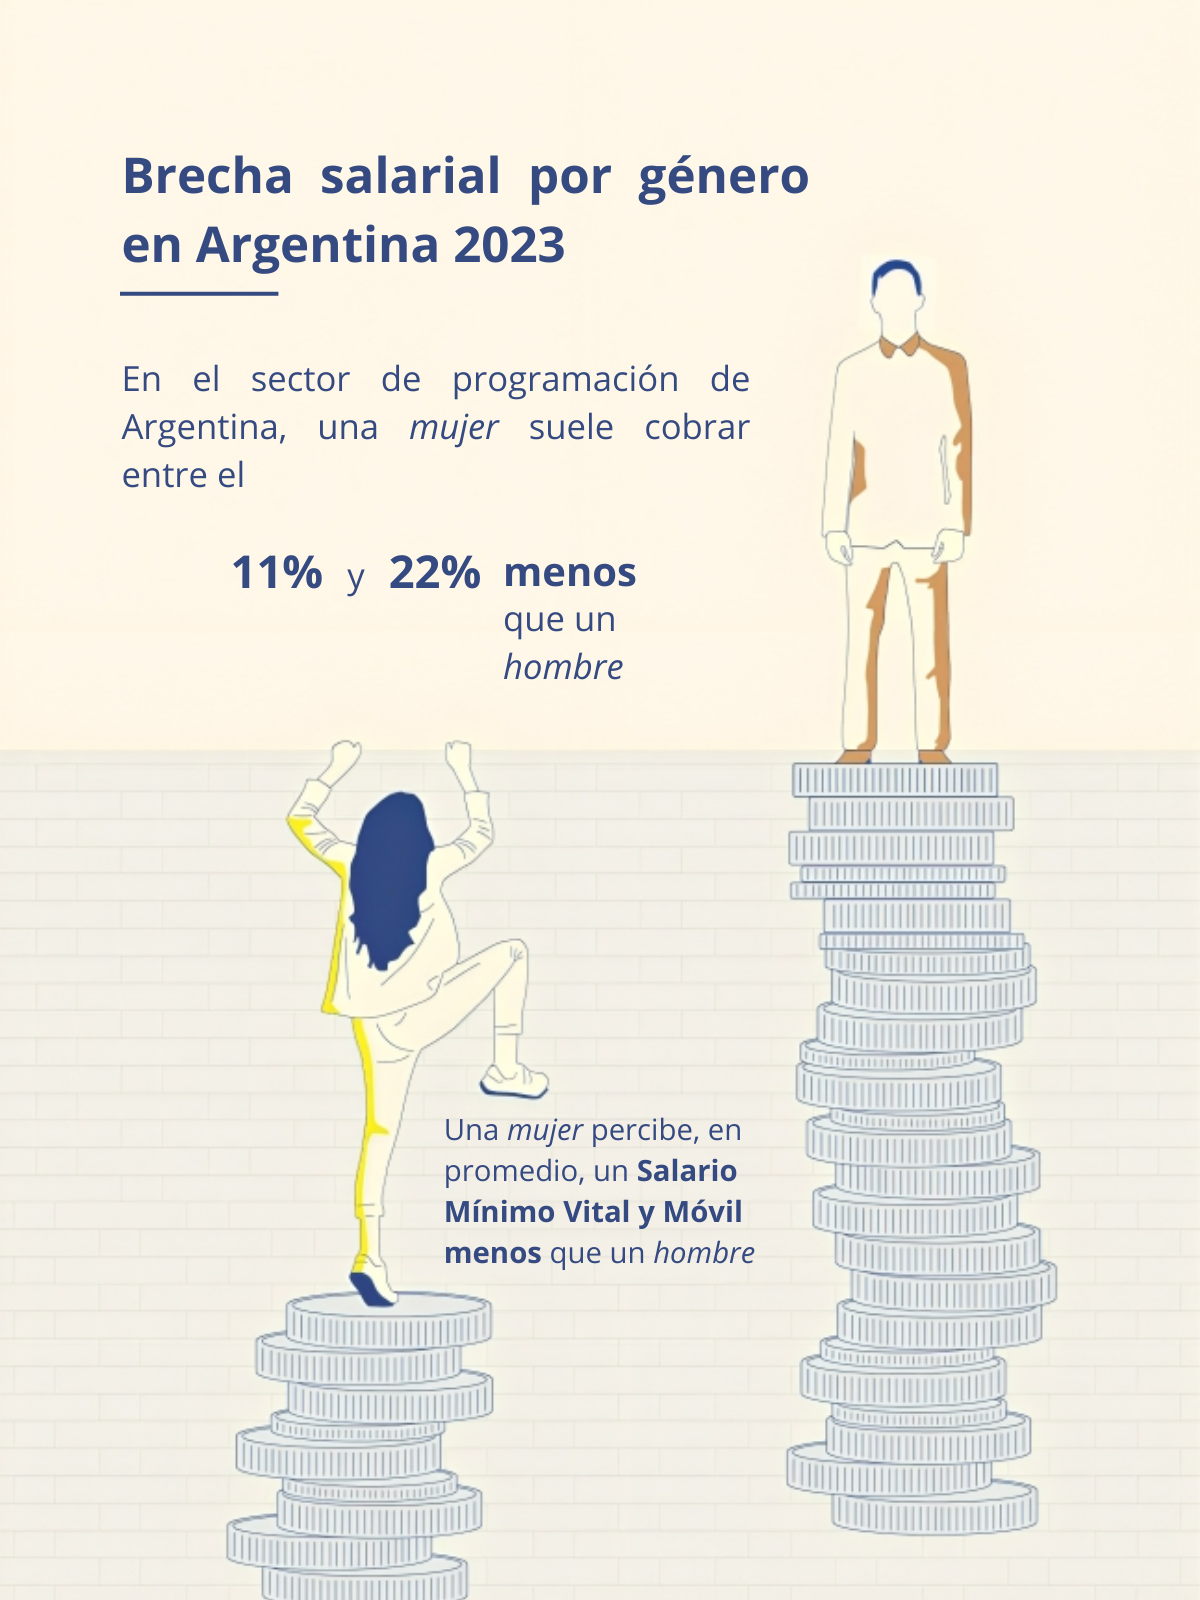 Brecha salarial por género
en Argentina 2023
En el sector de programación de
Argentina, una mujer suele cobrar
entre el
11% y 22% menos
que un
hombre
Una mujer percibe, en
promedio, un Salario
Mínimo Vital y Móvil
menos que un hombre